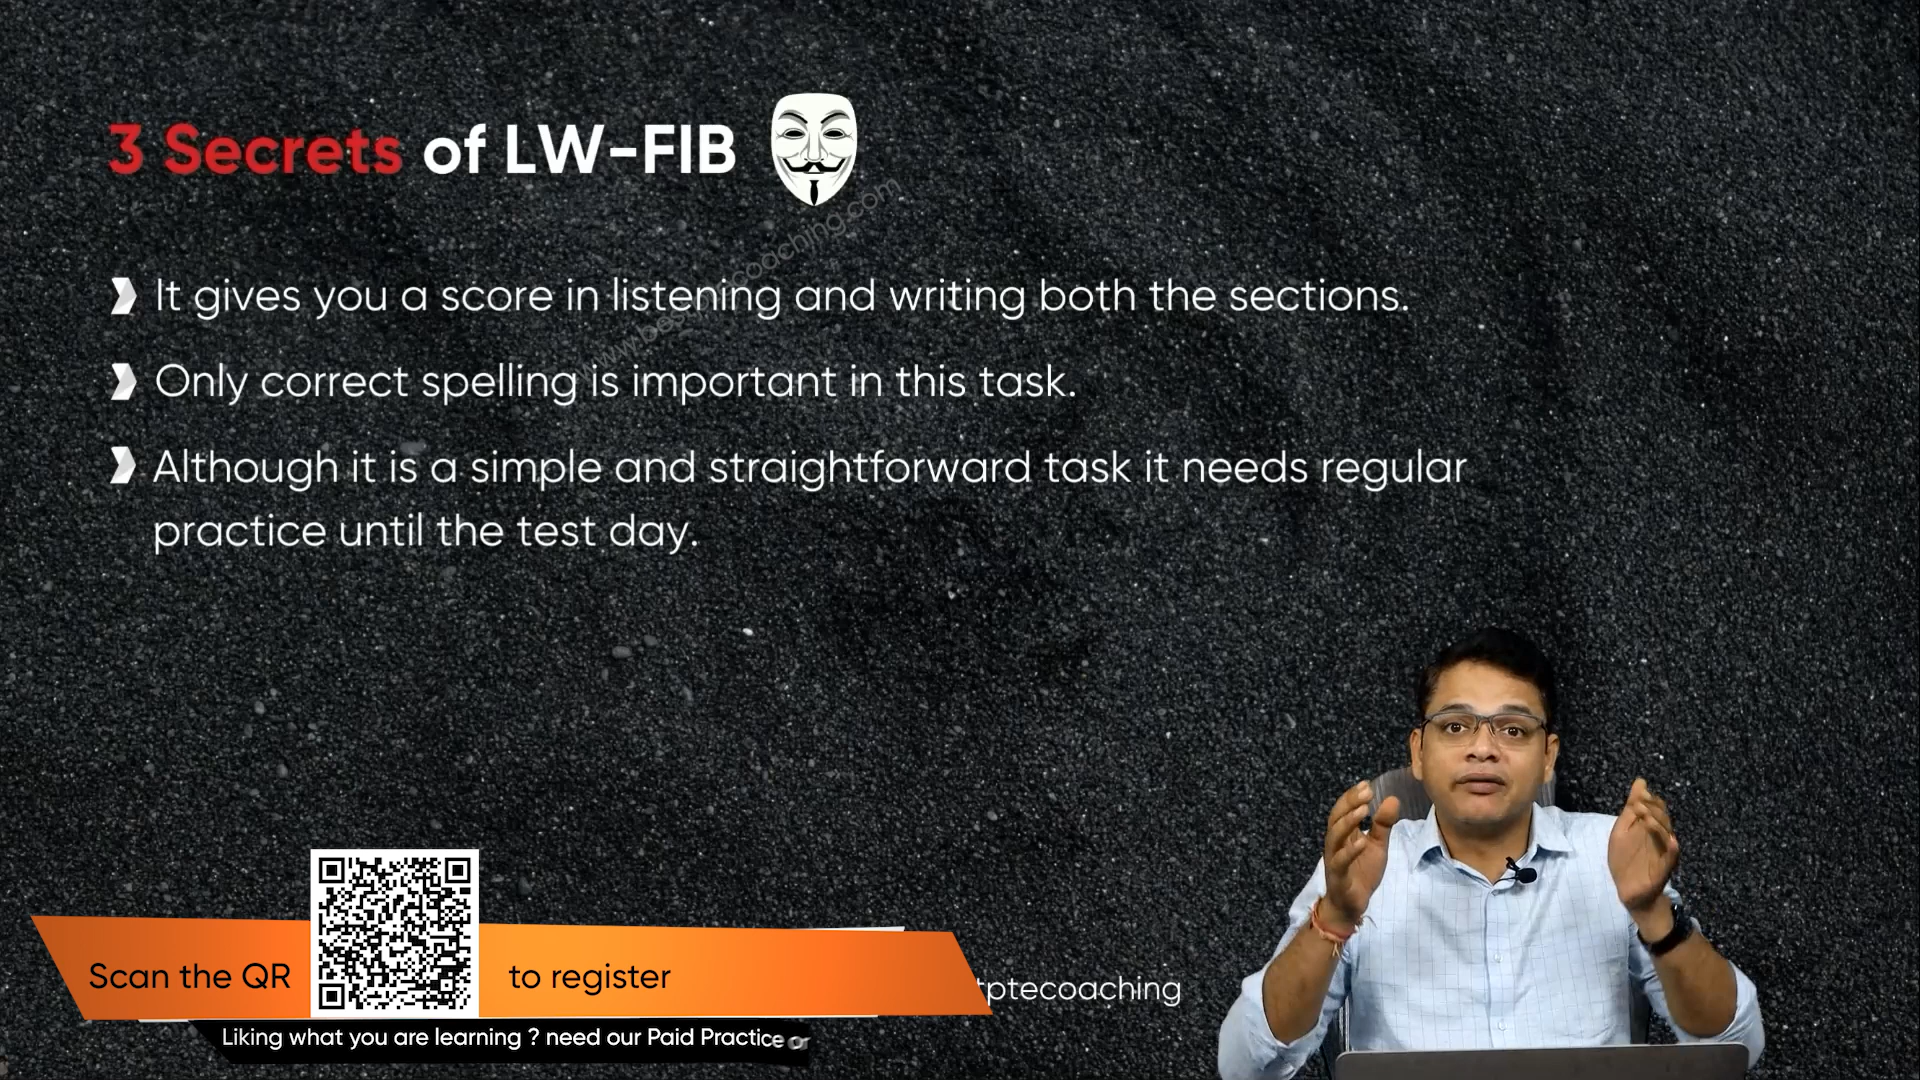 3 Secrets of LW-FIB
It gives you a score in listening and writing both the sections.
Only correct spelling is important in this task.
Although it is a simple and straightforward task it needs regular
practice until the test day.
Scan the QR
to register
tptecoaching
Liking what you are learning ? need our Paid Practice or